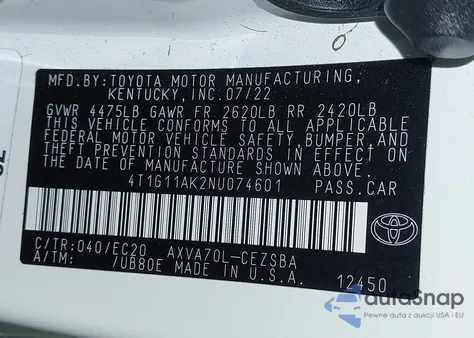 MFD.BY:TOYOTA MOTOR MANUFACTURING,
KENTUCKY, INC.07/22
GVWR 4475LB GAWR FR 2620LB RR 2420LB
THIS VEHICLE CONFORMS TO ALL APPLICABLE
FEDERAL MOTOR VEHICLE SAFETY,BUMPER,AND
THEFT PREVENTION STANDARDS IN EFFECT ON
THE DATE OF MANUFACTURE SHOWN ABOVE.
4T1G11AK2NU074601 PASS.CAR
C/TR:040/EC20 AXVA70L-CEZSBA
A/TM: /UB80E MADE IN U.S.A.
12450
autoSnap
Pewne auta z aukcji USA i EU